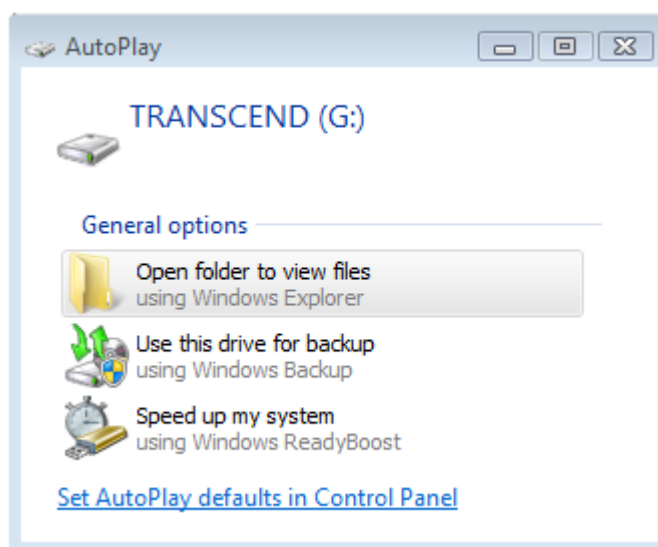 AutoPlay
TRANSCEND (G:)
General options
Open folder to view files
using Windows Explorer
Use this drive for backup
using Windows Backup
Speed up my system
using Windows ReadyBoost
Set AutoPlay defaults in Control Panel